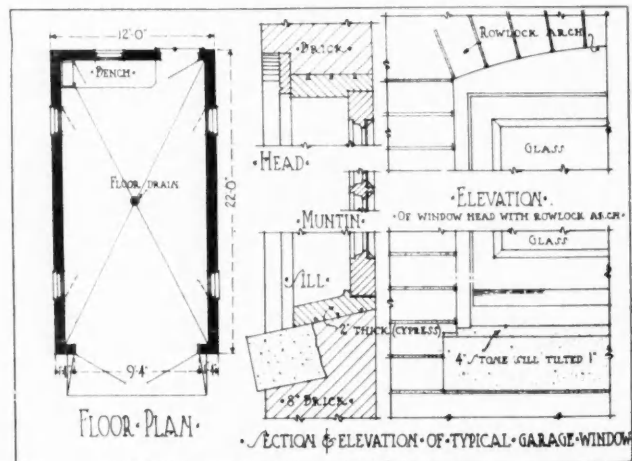 12'·0"
·BENCH·
FLOOR DRAIN
22'·0"
9'·4"
FLOOR·PLAN
·BRICK·
·HEAD·
MUNTIN
·SILL·
2" THICK (CYPRESS)
·8" BRICK·
ROWLOCK ARCH
GLASS
·ELEVATION·
·OF WINDOW HEAD WITH ROWLOCK ARCH·
GLASS
4" STONE SILL TILTED 1"
·SECTION & ELEVATION·OF·TYPICAL·GARAGE·WINDOW